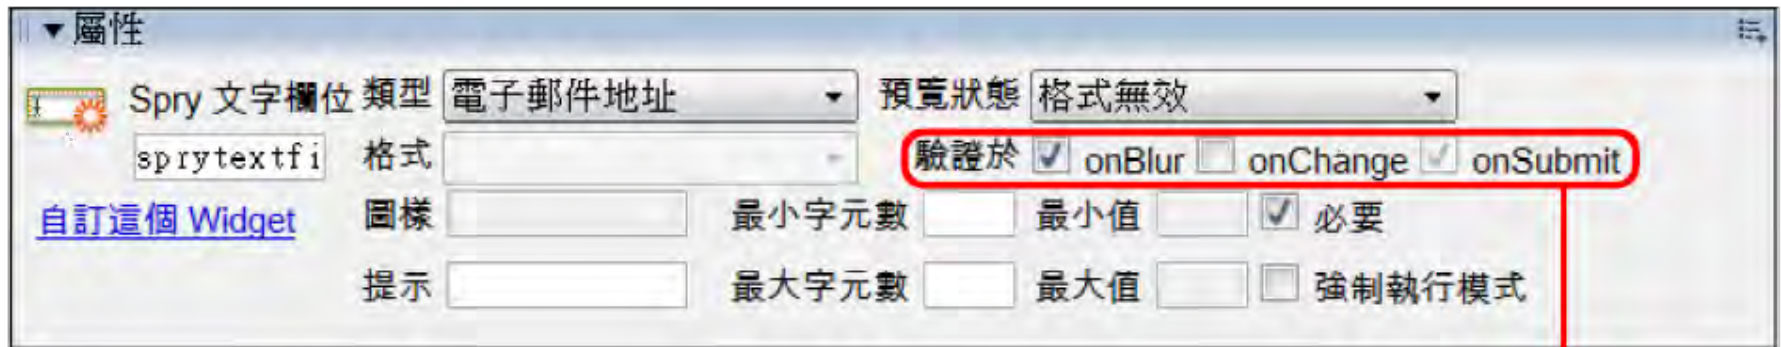 屬性
Spry 文字欄位 類型 電子郵件地址 預覽狀態 格式無效
sprytextfi 格式 驗證於 onBlur onChange onSubmit
自訂這個 Widget 圖樣 最小字元數 最小值 必要
提示 最大字元數 最大值 強制執行模式